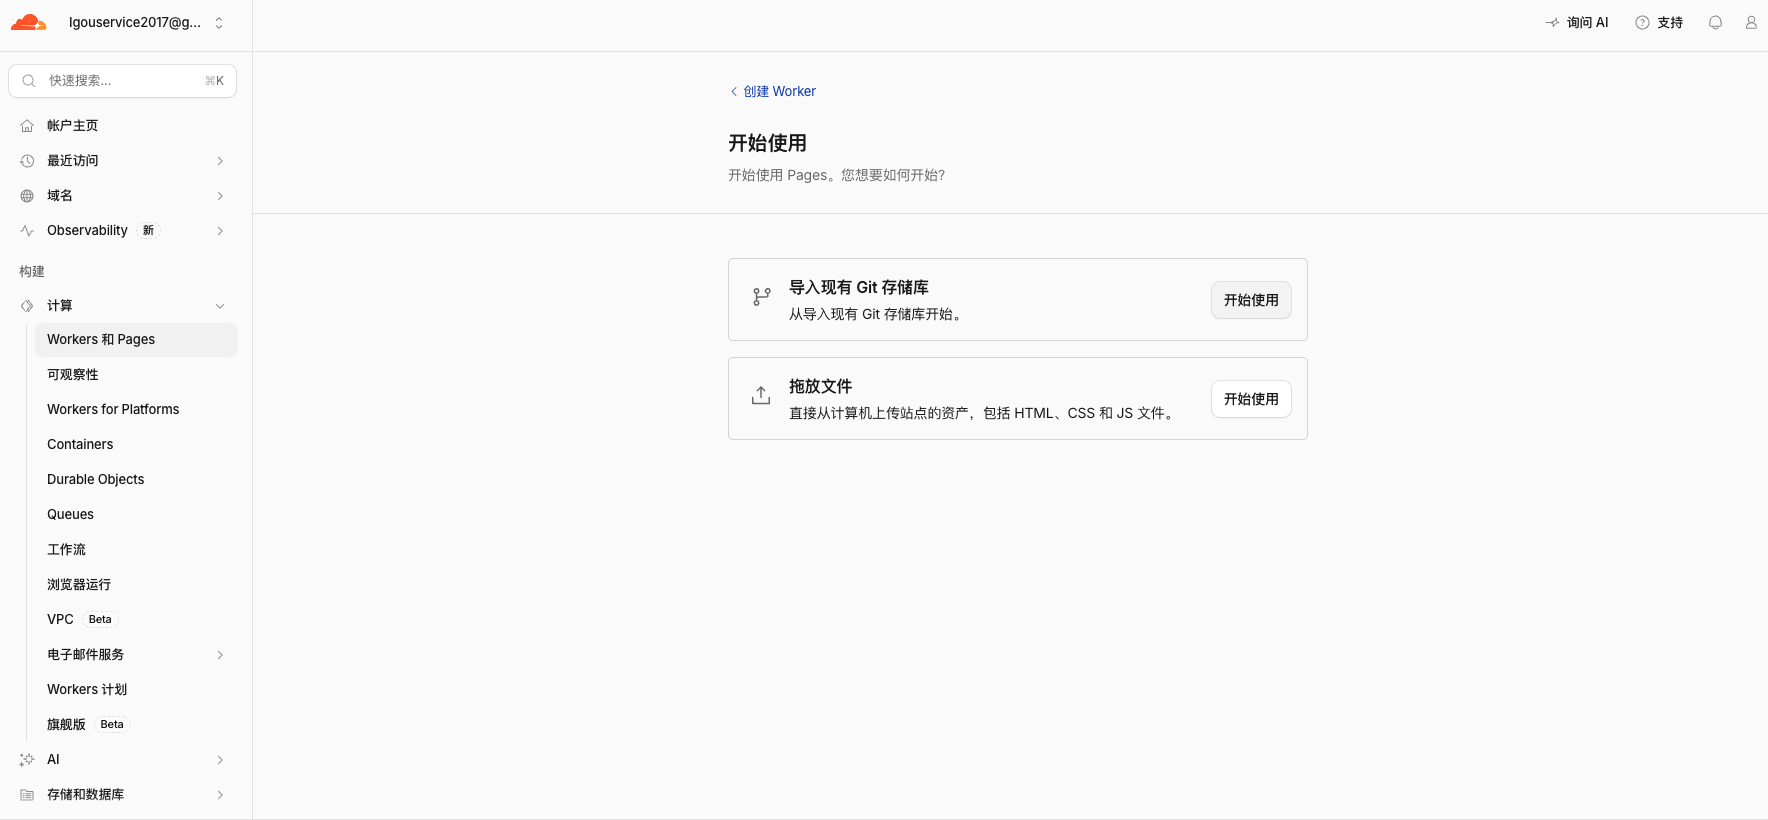 lgouservice2017@g...
询问 AI
支持
快速搜索...
⌘K
帐户主页
最近访问
域名
Observability 新
构建
计算
Workers 和 Pages
可观察性
Workers for Platforms
Containers
Durable Objects
Queues
工作流
浏览器运行
VPC Beta
电子邮件服务
Workers 计划
旗舰版 Beta
AI
存储和数据库
创建 Worker
开始使用
开始使用 Pages。您想要如何开始?
导入现有 Git 存储库
从导入现有 Git 存储库开始。
开始使用
拖放文件
直接从计算机上传站点的资产，包括 HTML、CSS 和 JS 文件。
开始使用